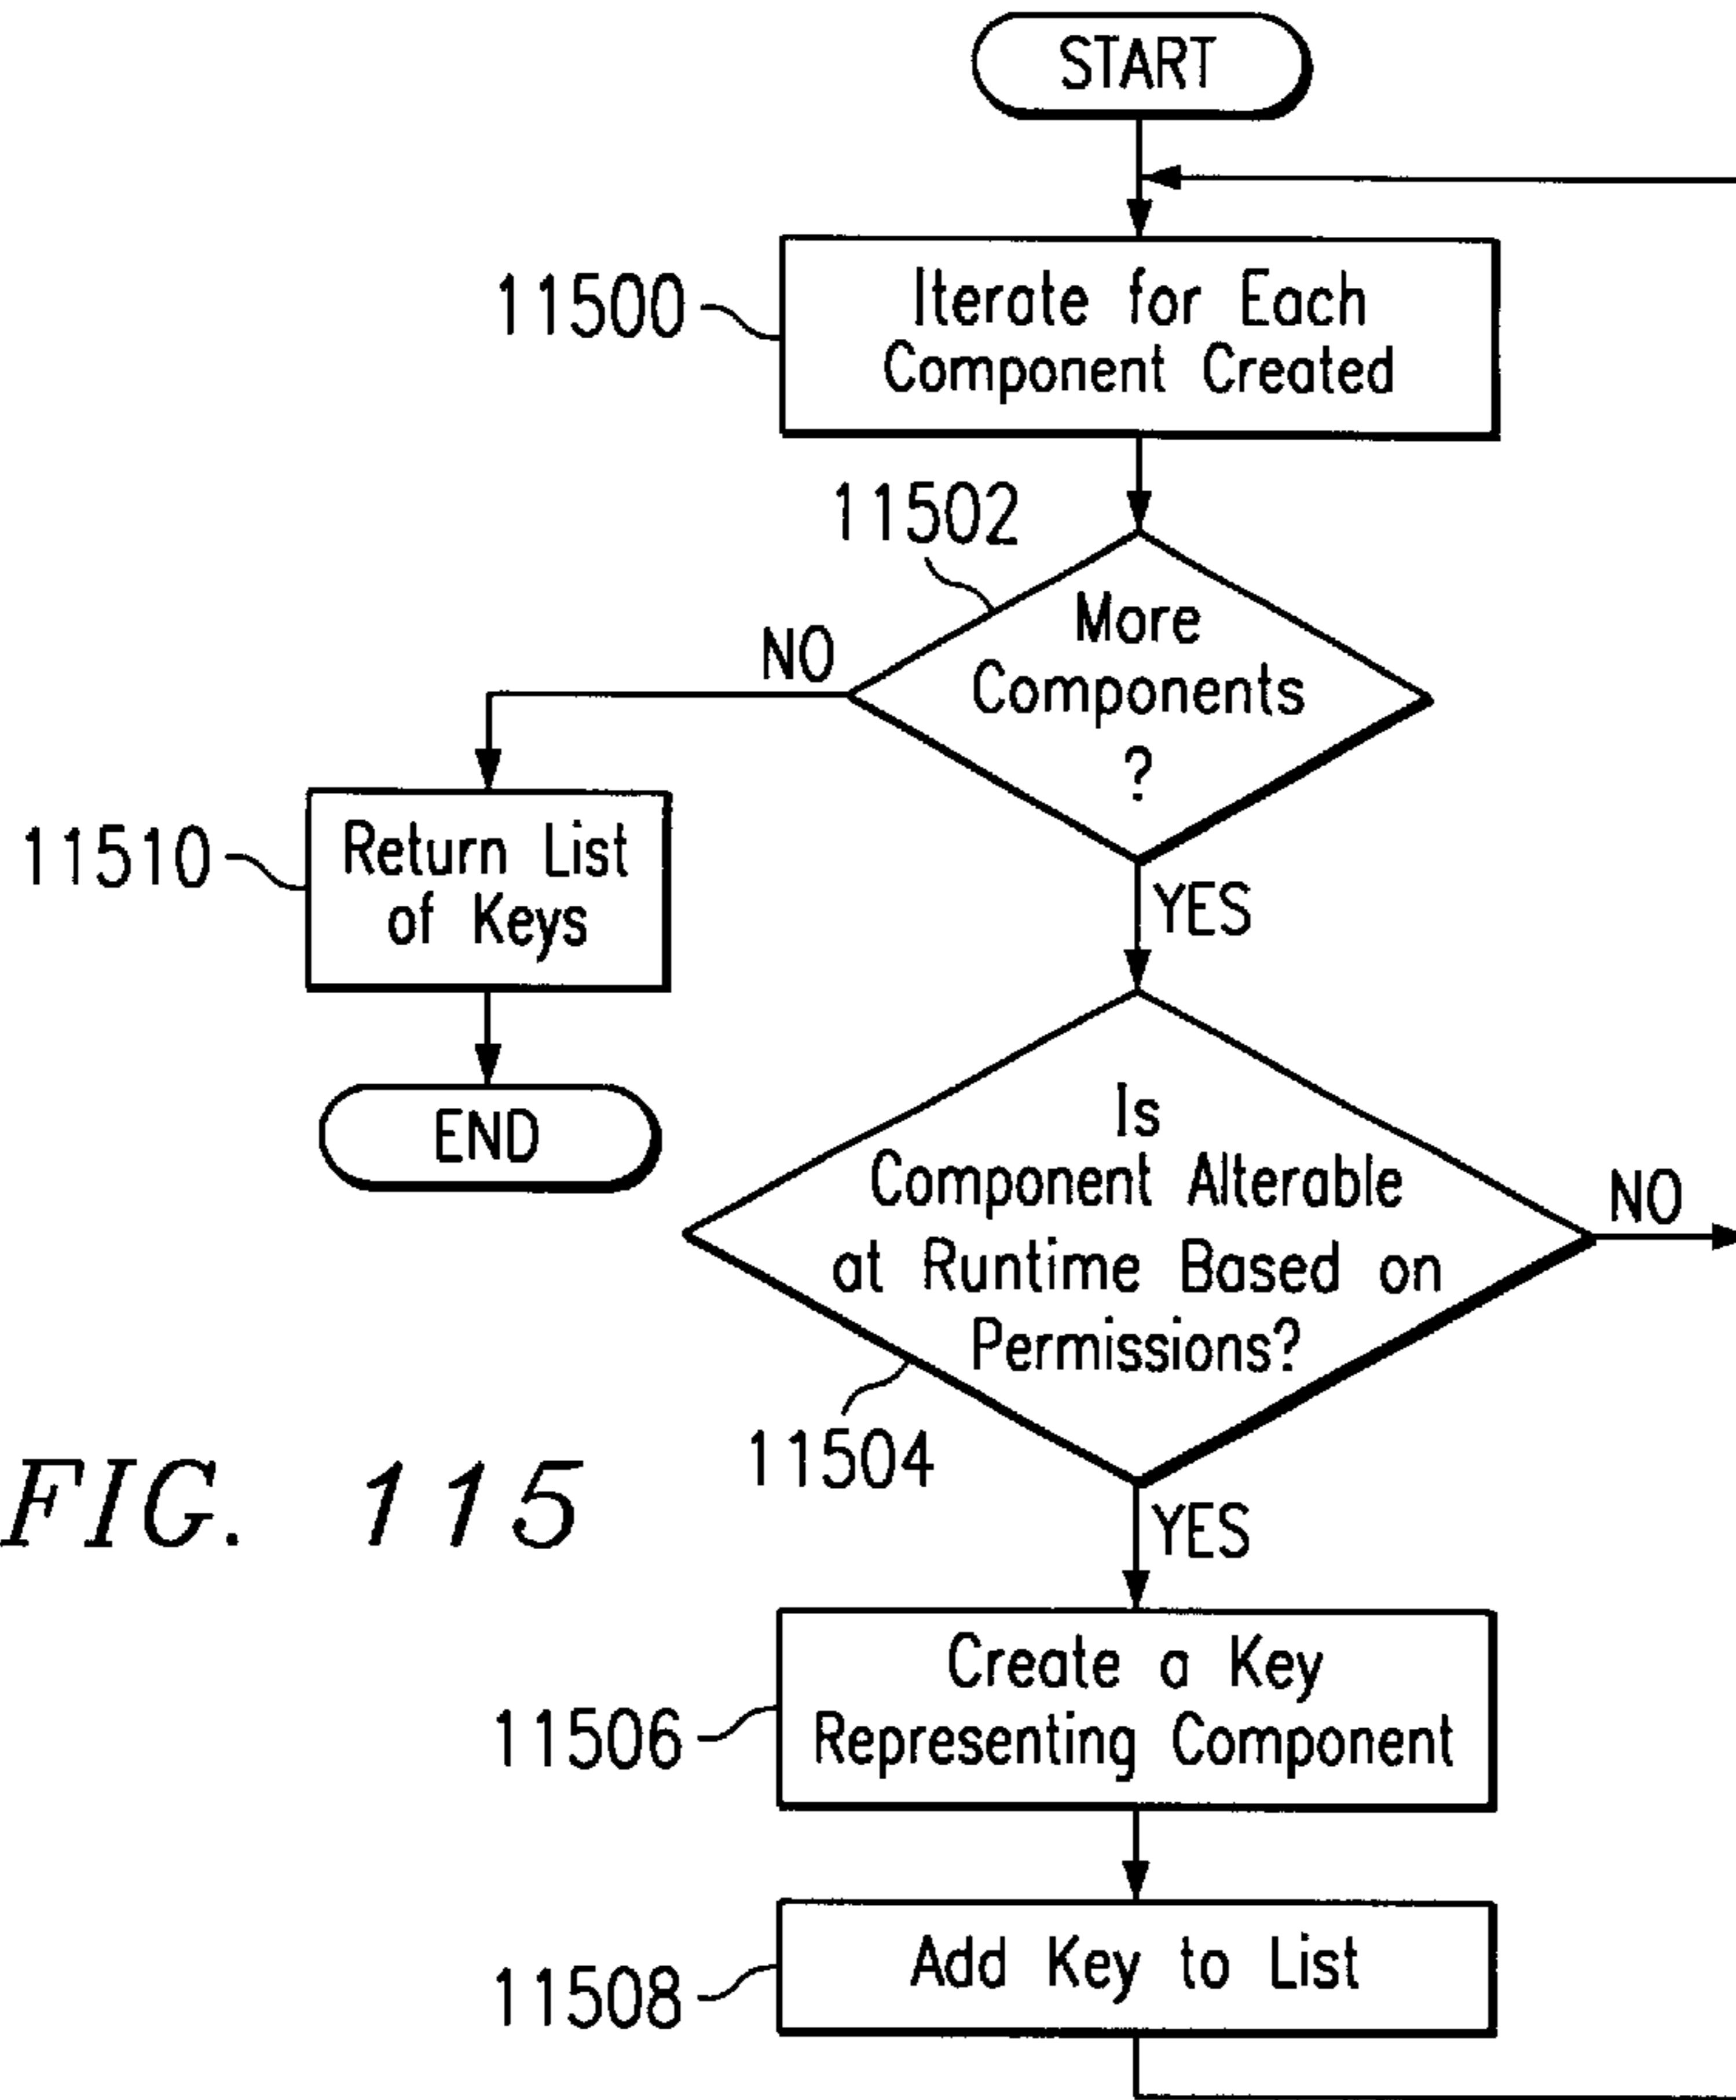 START
11500
Iterate for Each
Component Created
11502
More
Components
?
NO
YES
11510
Return List
of Keys
END
Is
Component Alterable
at Runtime Based on
Permissions?
NO
11504
YES
FIG. 115
11506
Create a Key
Representing Component
11508
Add Key to List